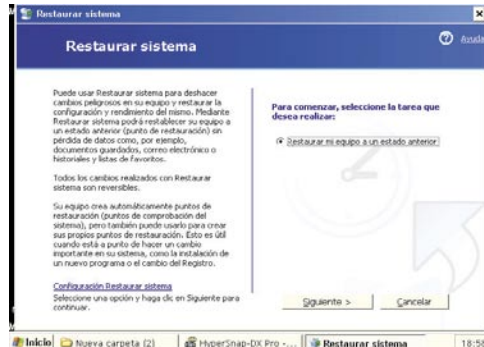 Restaurar sistema
Restaurar sistema
Ayuda
Puede usar Restaurar sistema para deshacer
cambios peligrosos en su equipo y restaurar la
configuración y rendimiento del mismo. Mediante
Restaurar sistema podrá restablecer su equipo a
un estado anterior (punto de restauración) sin
pérdida de datos como, por ejemplo,
documentos guardados, correo electrónico o
historiales y listas de favoritos.
Todos los cambios realizados con Restaurar
sistema son reversibles.
Su equipo crea automáticamente puntos de
restauración (puntos de comprobación del
sistema), pero también puede usarlo para crear
sus propios puntos de restauración. Esto es útil
cuando está a punto de hacer un cambio
importante en su sistema, como la instalación de
un nuevo programa o el cambio del Registro.
Configuración Restaurar sistema
Seleccione una opción y haga clic en Siguiente para
continuar.
Para comenzar, seleccione la tarea que
desea realizar:
Restaurar mi equipo a un estado anterior
Siguiente >
Cancelar
Inicio
Nueva carpeta (2)
HyperSnap-DX Pro -...
Restaurar sistema
18:58